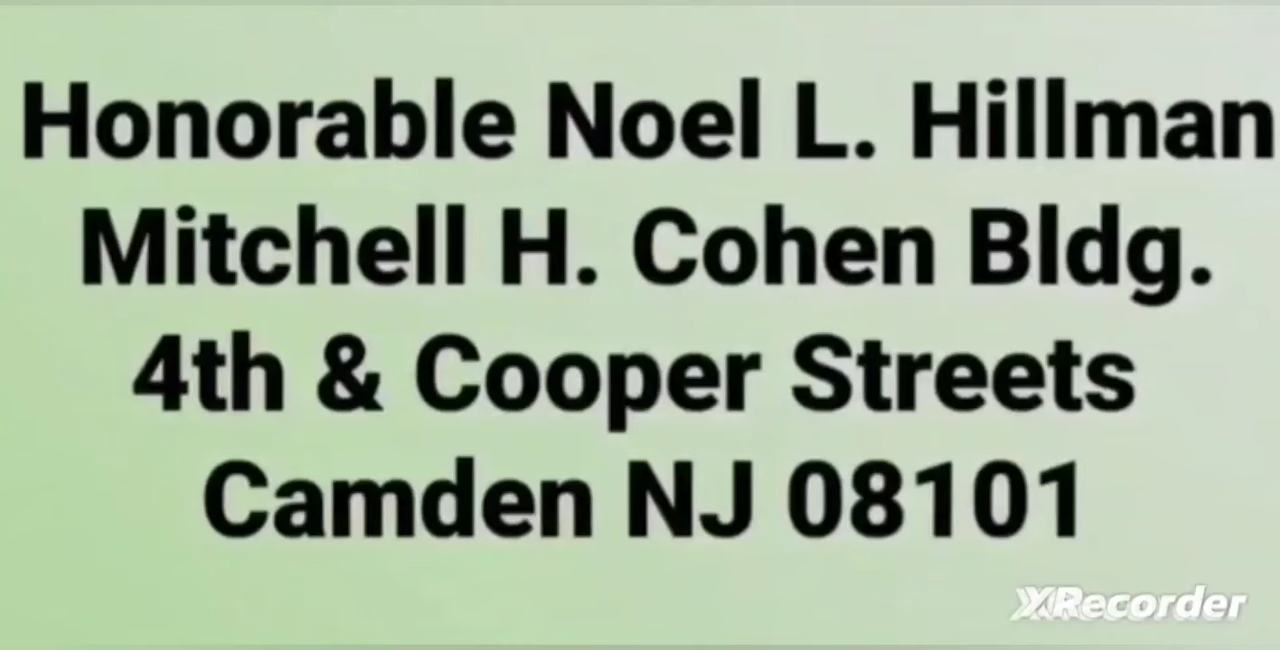 Honorable Noel L. Hillman
Mitchell H. Cohen Bldg.
4th & Cooper Streets
Camden NJ 08101
XRecorder